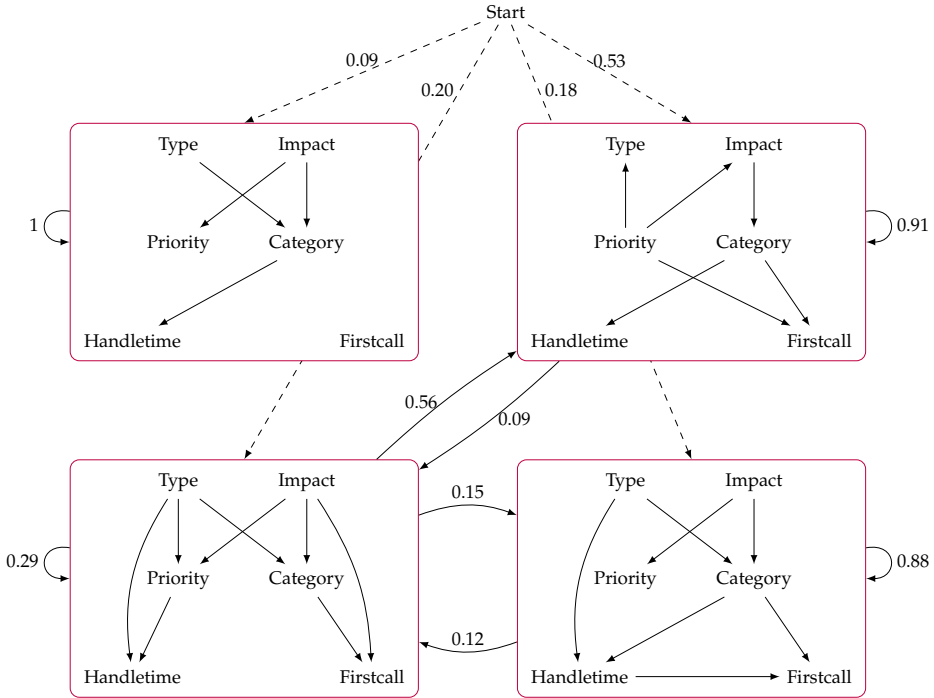 Start
0.09
0.53
0.20
0.18
Type Impact
Priority Category
Handletime Firstcall
1
Type Impact
Priority Category
Handletime Firstcall
0.91
0.56
0.09
Type Impact
Priority Category
Handletime Firstcall
0.29
0.15
0.12
Type Impact
Priority Category
Handletime Firstcall
0.88